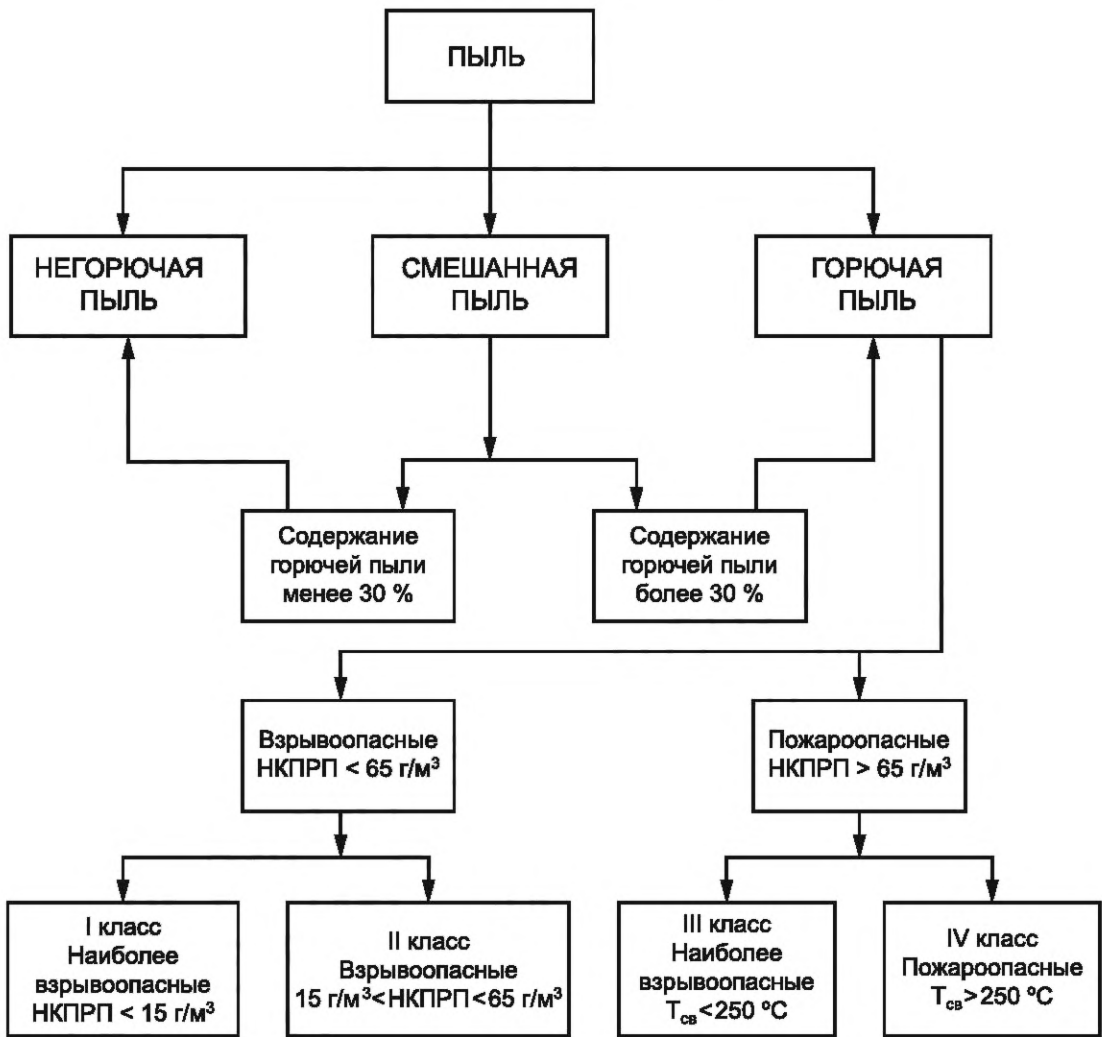 ПЫЛЬ
НЕГОРЮЧАЯ
ПЫЛЬ
СМЕШАННАЯ
ПЫЛЬ
ГОРЮЧАЯ
ПЫЛЬ
Содержание
горючей пыли
менее 30 %
Содержание
горючей пыли
более 30 %
Взрывоопасные
НКПРП < 65 г/м³
Пожароопасные
НКПРП > 65 г/м³
I класс
Наиболее
взрывоопасные
НКПРП < 15 г/м³
II класс
Взрывоопасные
15 г/м³<НКПРП<65 г/м³
III класс
Наиболее
взрывоопасные
Tсв<250 ºС
IV класс
Пожароопасные
Tсв>250 ºС